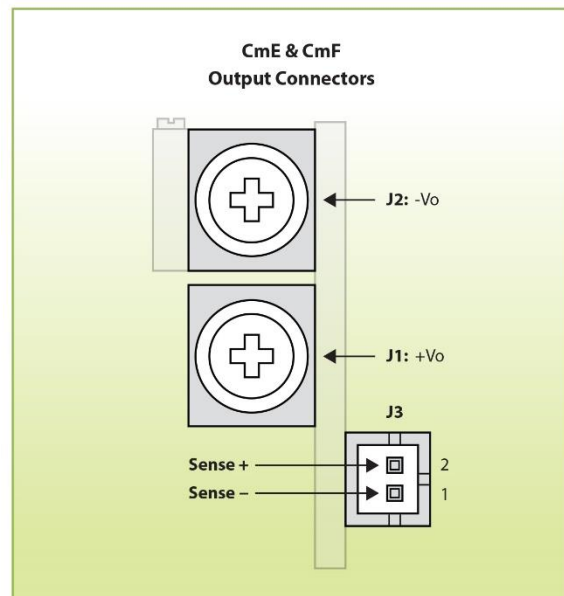 CmE & CmF
Output Connectors
J2: -Vo
J1: +Vo
J3
Sense + 2
Sense – 1